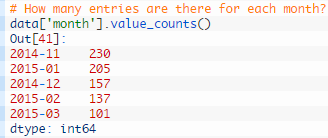 # How many entries are there for each month?
data['month'].value_counts()
Out[41]:
2014-11    230
2015-01    205
2014-12    157
2015-02    137
2015-03    101
dtype: int64